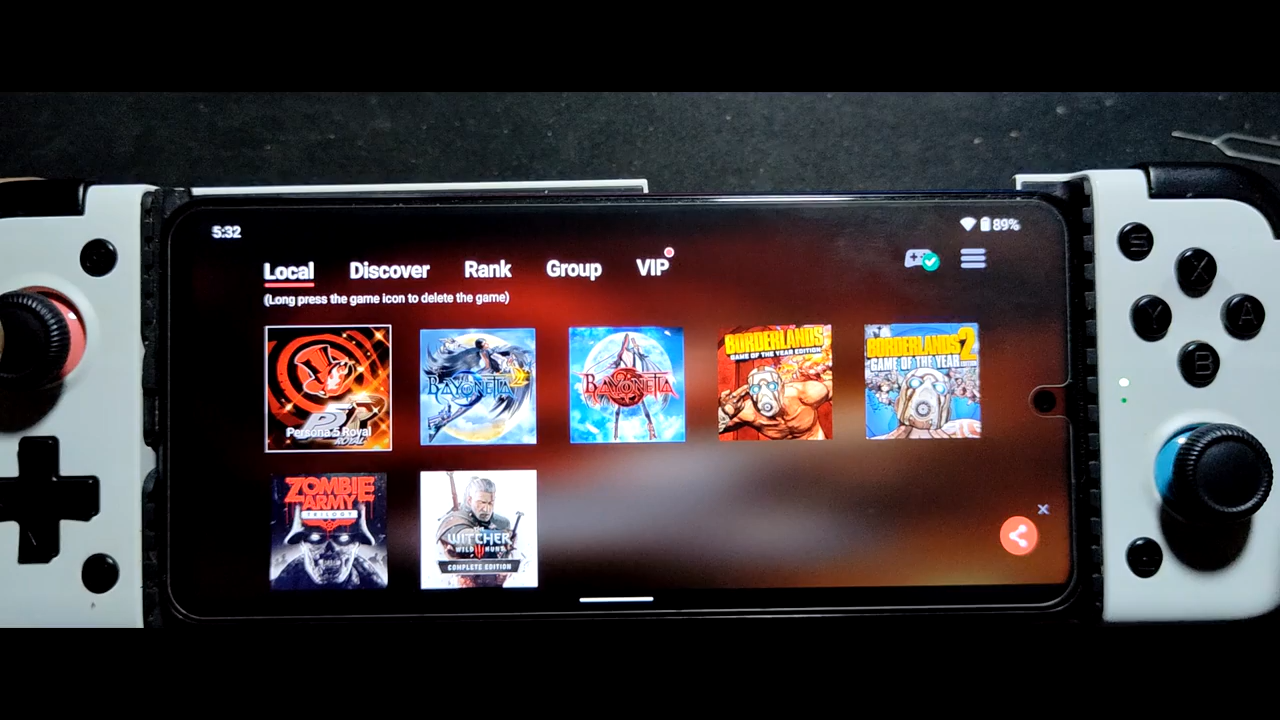 5:32
89%
Local Discover Rank Group VIP
(Long press the game icon to delete the game)
P5R
ROYAL
Persona 5 Royal
BAYONETTA 2
BAYONETTA
BORDERLANDS
GAME OF THE YEAR EDITION
BORDERLANDS 2
GAME OF THE YEAR
ZOMBIE
ARMY
TRILOGY
THE
WITCHER
WILD HUNT
COMPLETE EDITION
S
X
Y
A
B